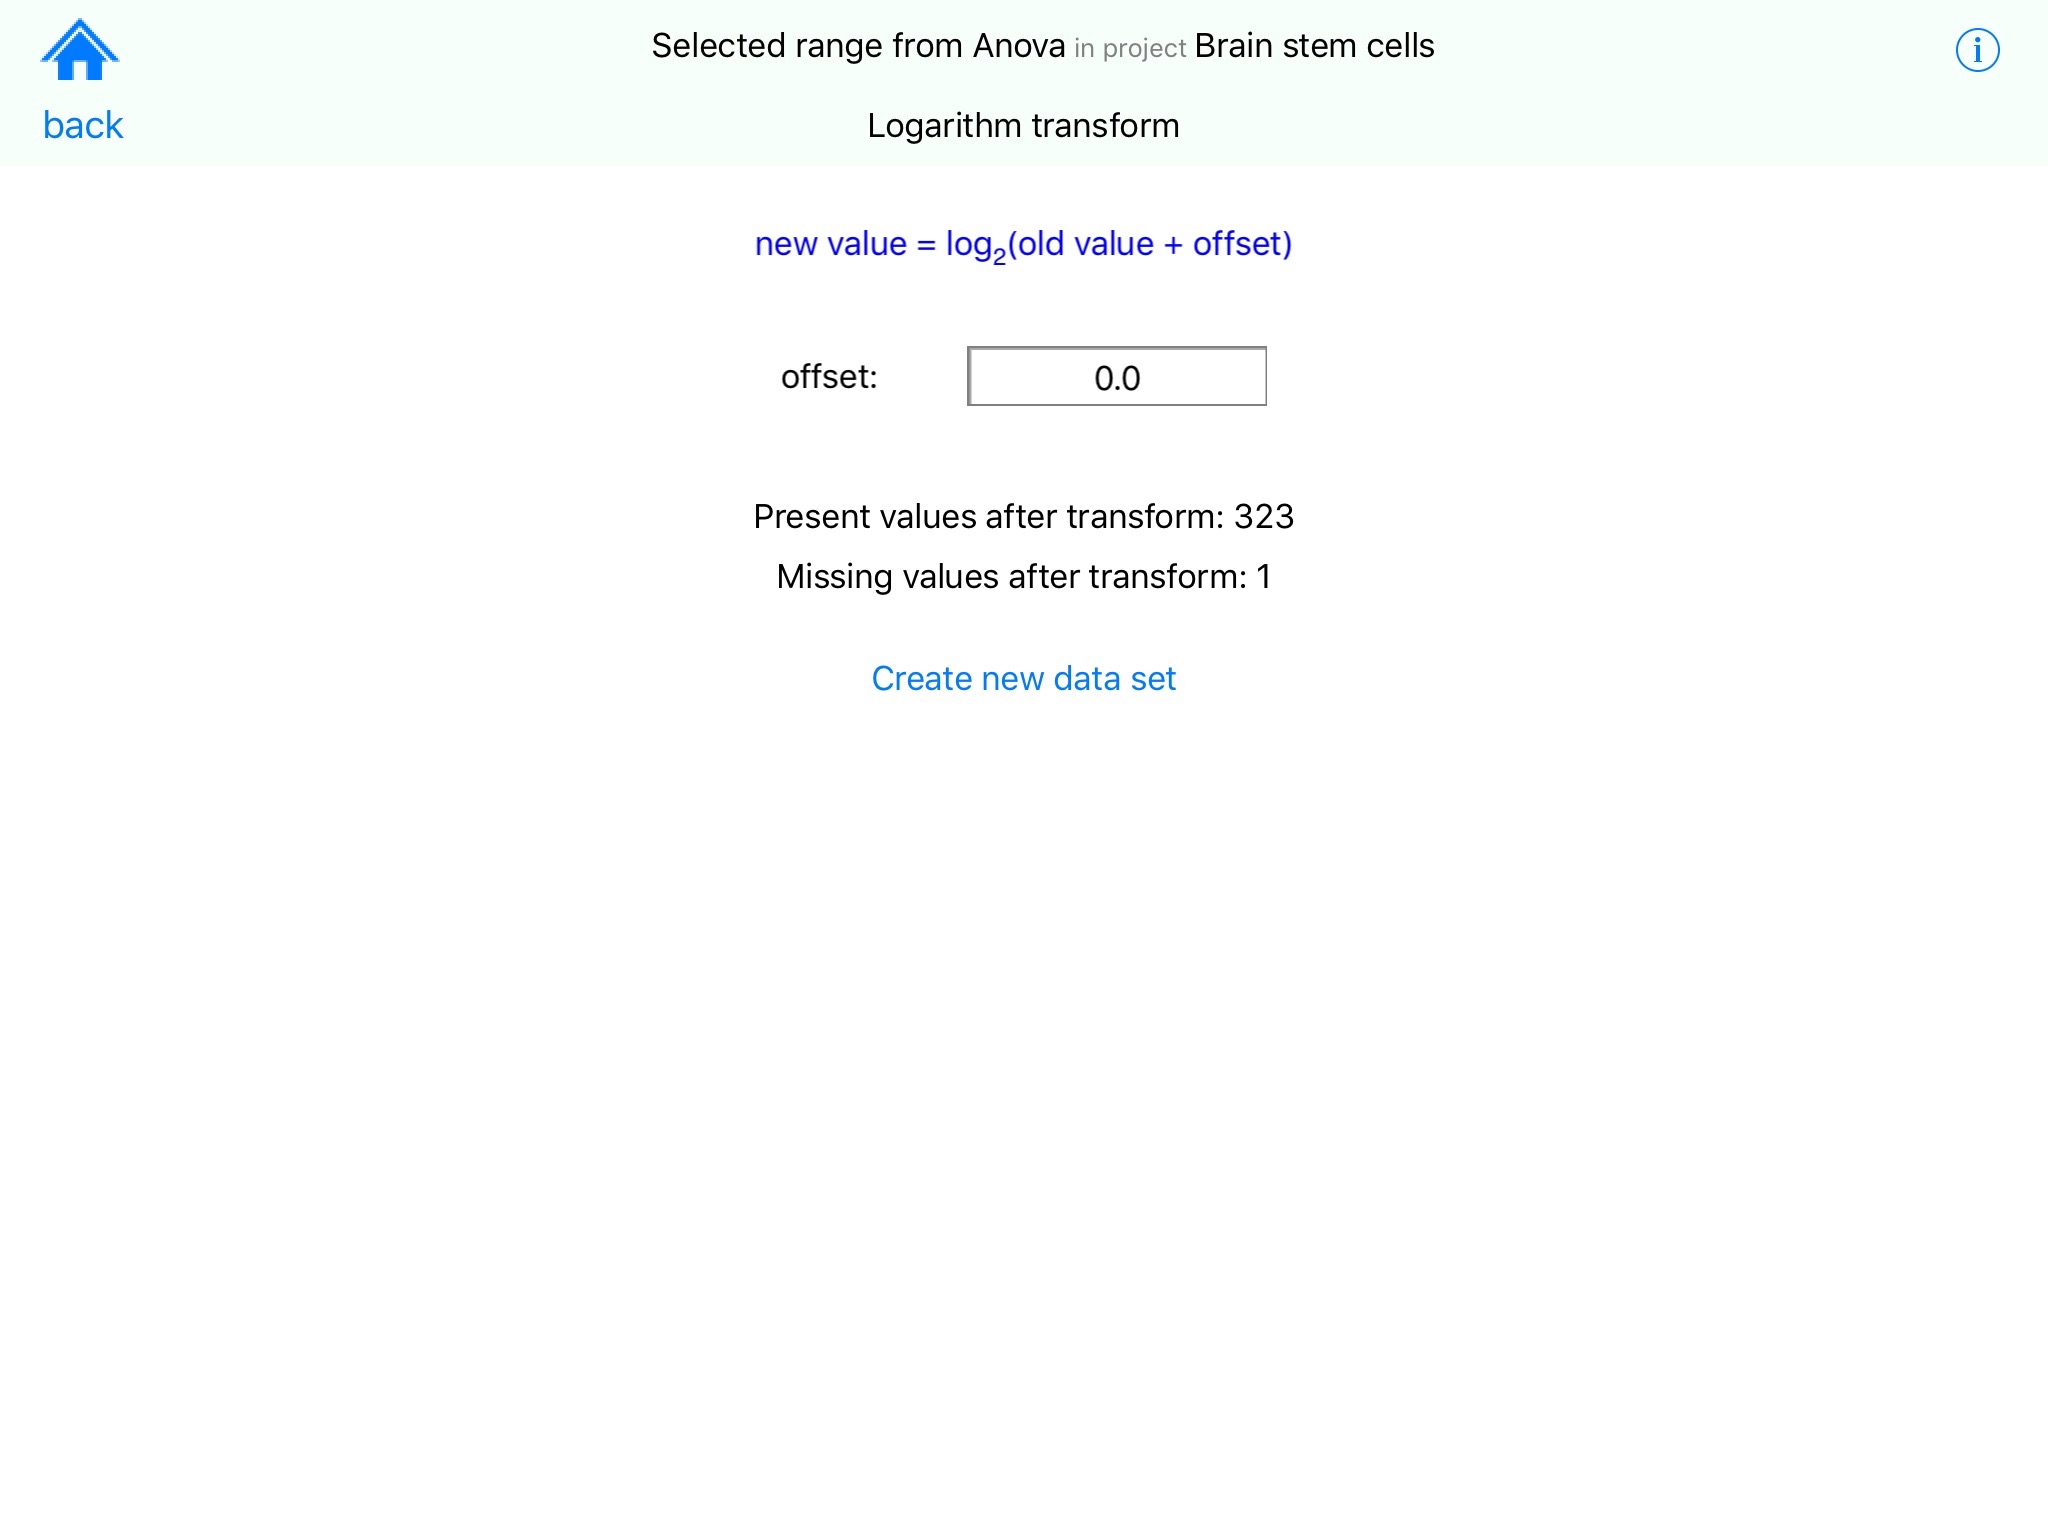 Selected range from Anova in project Brain stem cells
i
back
Logarithm transform
new value = log₂(old value + offset)
offset:
0.0
Present values after transform: 323
Missing values after transform: 1
Create new data set